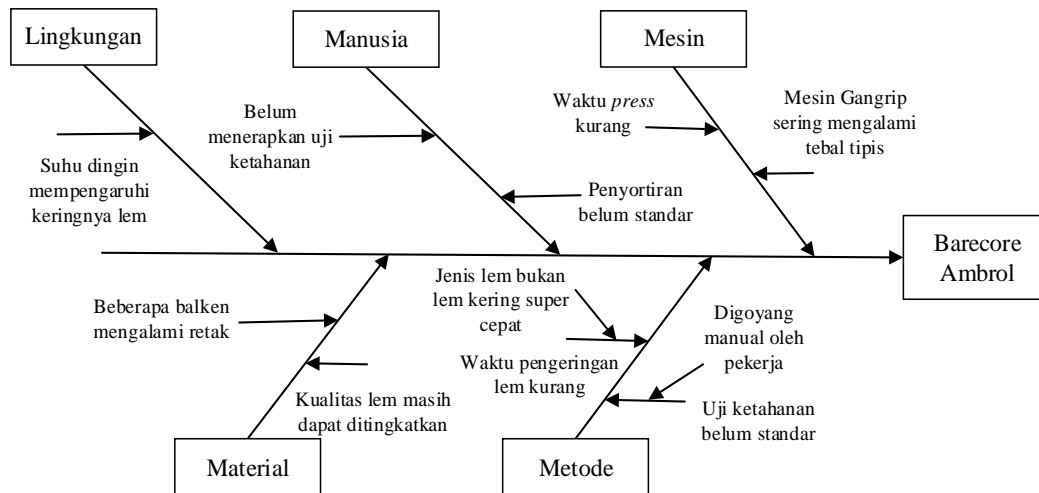 Lingkungan
Manusia
Mesin
Belum
menerapkan uji
ketahanan
Waktu press
kurang
Mesin Gangrip
sering mengalami
tebal tipis
Suhu dingin
mempengaruhi
keringnya lem
Penyortiran
belum standar
Barecore
Ambrol
Beberapa balken
mengalami retak
Jenis lem bukan
lem kering super
cepat
Digoyang
manual oleh
pekerja
Waktu pengeringan
lem kurang
Kualitas lem masih
dapat ditingkatkan
Uji ketahanan
belum standar
Material
Metode